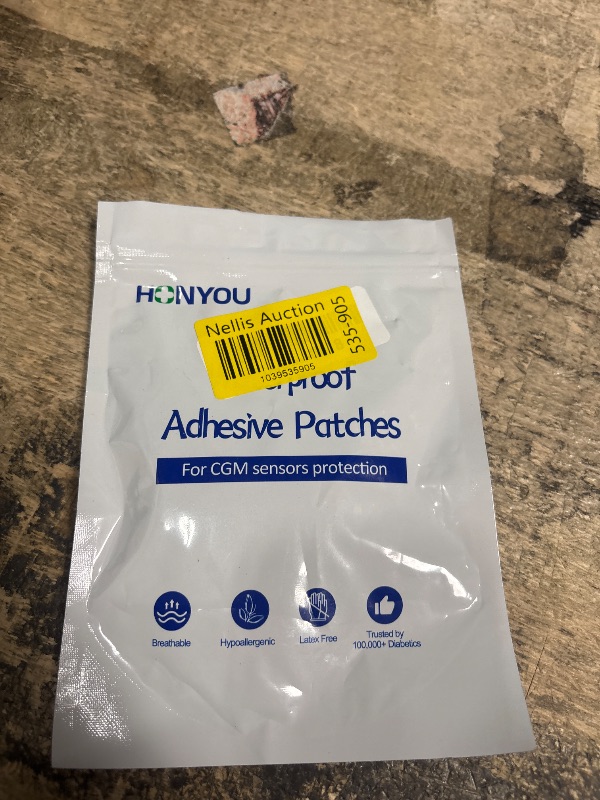 HONYOU
Nellis Auction
535-905
1039535905
Adhesive Patches
For CGM sensors protection
Breathable
Hypoallergenic
Latex Free
Trusted by
100,000+ Diabetics